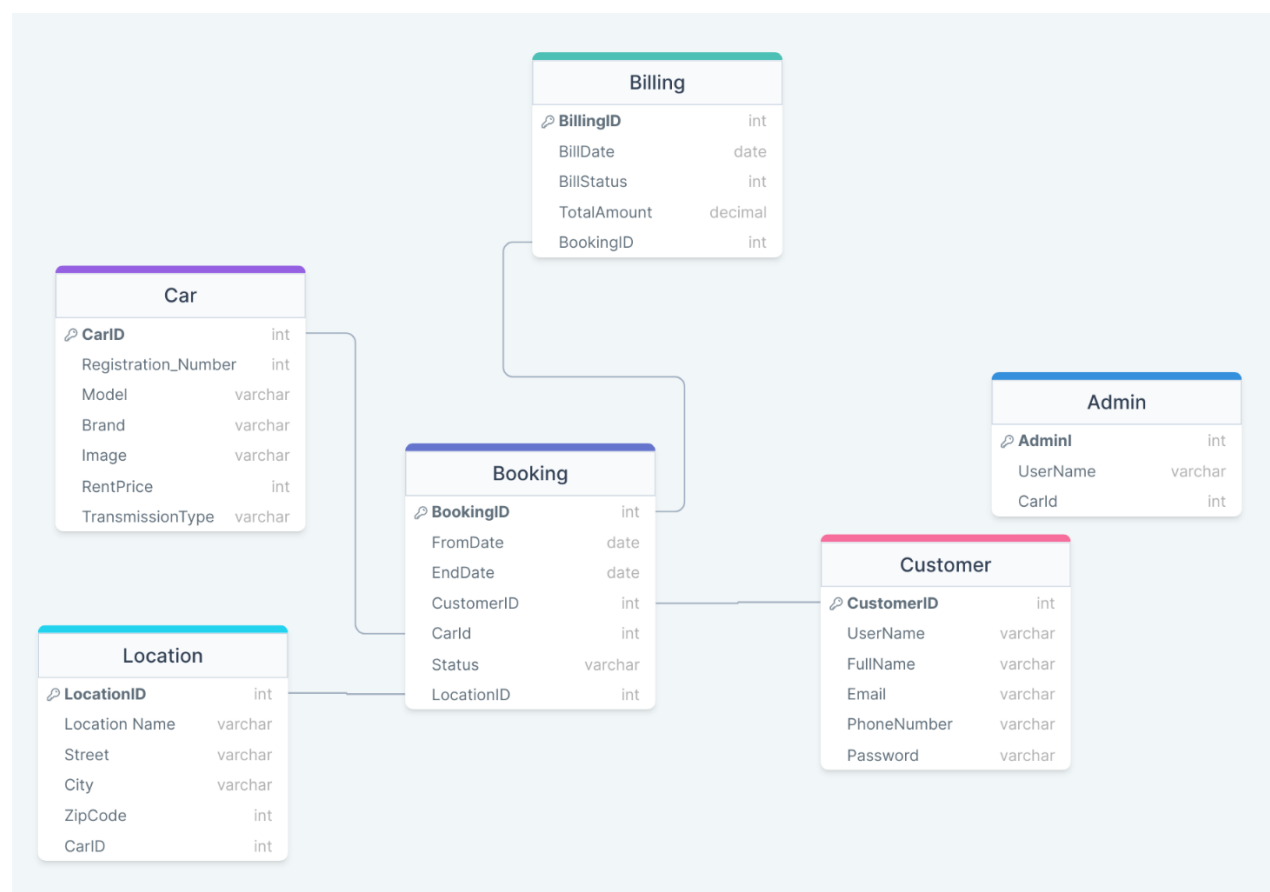 Billing
BillingID int
BillDate date
BillStatus int
TotalAmount decimal
BookingID int
Car
CarID int
Registration_Number int
Model varchar
Brand varchar
Image varchar
RentPrice int
TransmissionType varchar
Admin
AdminI int
UserName varchar
CarId int
Booking
BookingID int
FromDate date
EndDate date
CustomerID int
CarId int
Status varchar
LocationID int
Customer
CustomerID int
UserName varchar
FullName varchar
Email varchar
PhoneNumber varchar
Password varchar
Location
LocationID int
Location Name varchar
Street varchar
City varchar
ZipCode int
CarID int